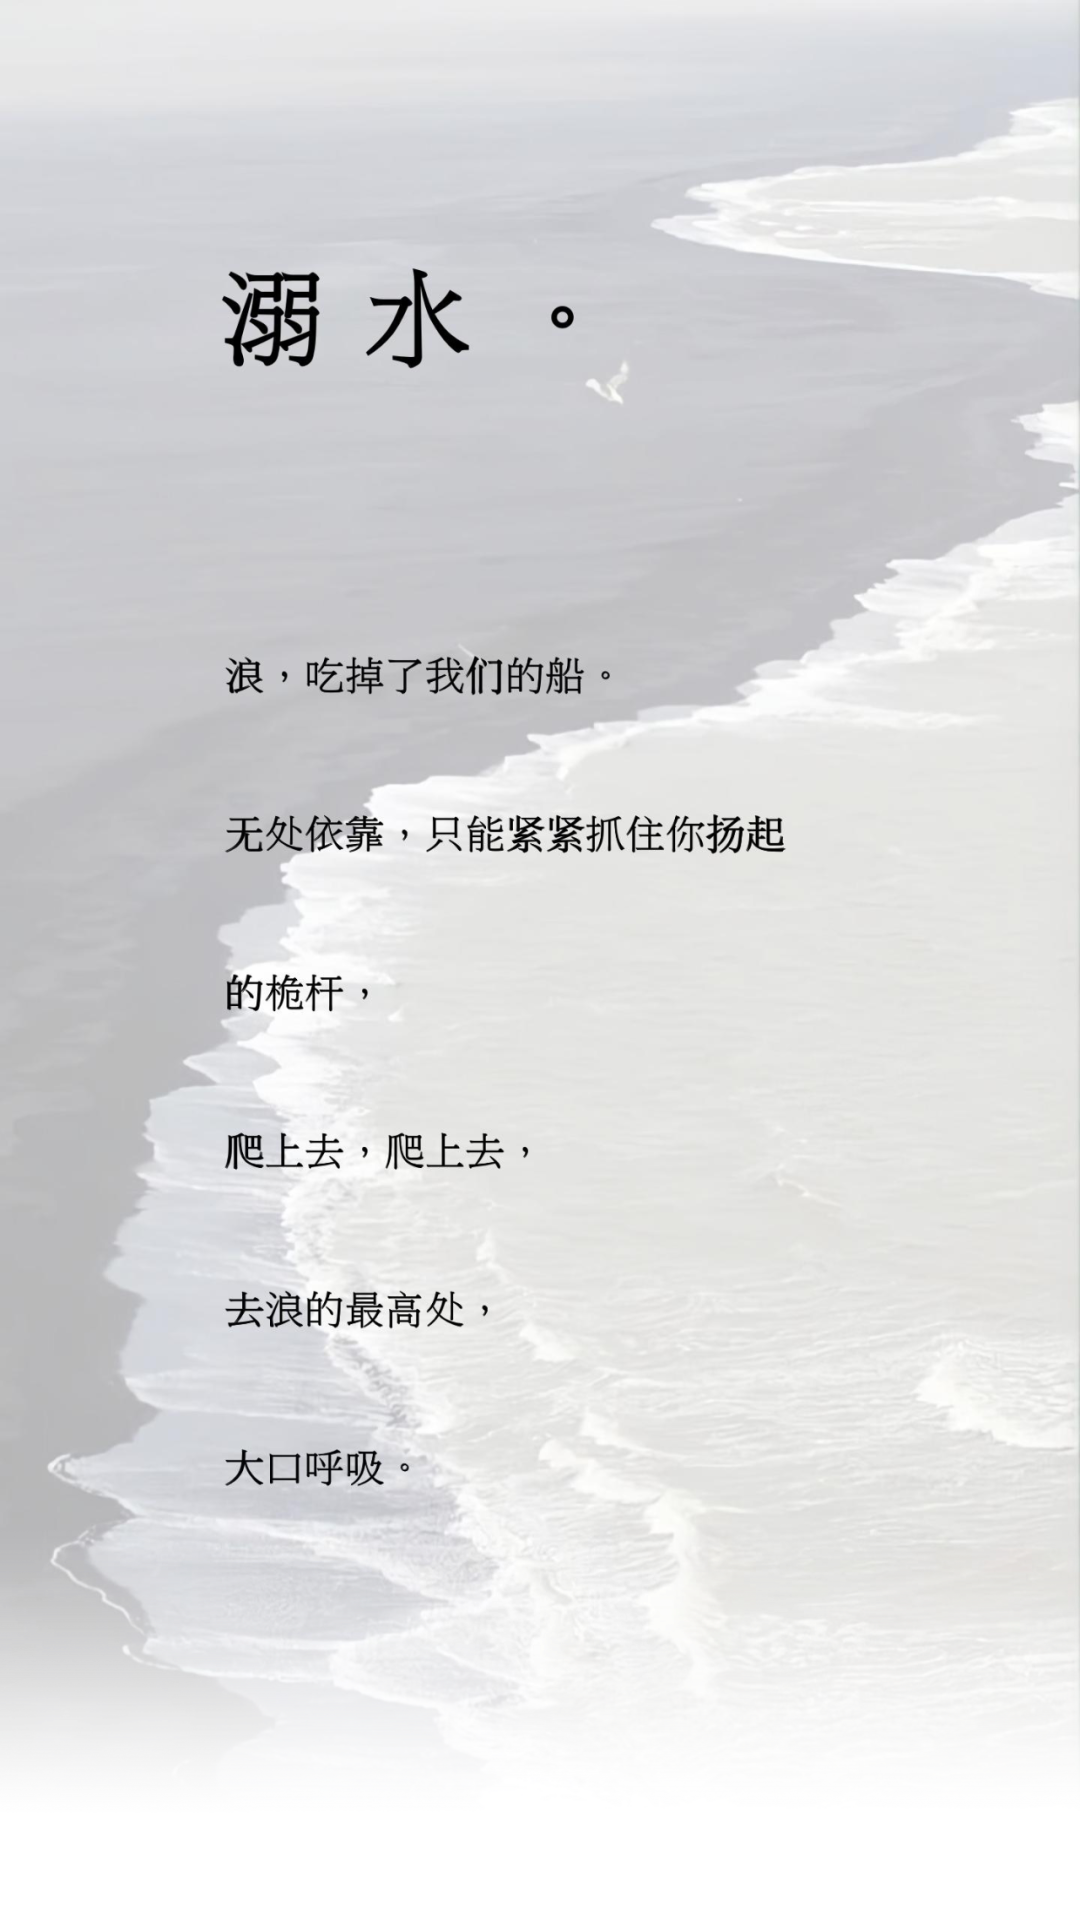 溺水。
浪，吃掉了我们的船。
无处依靠，只能紧紧抓住你扬起
的桅杆，
爬上去，爬上去，
去浪的最高处，
大口呼吸。